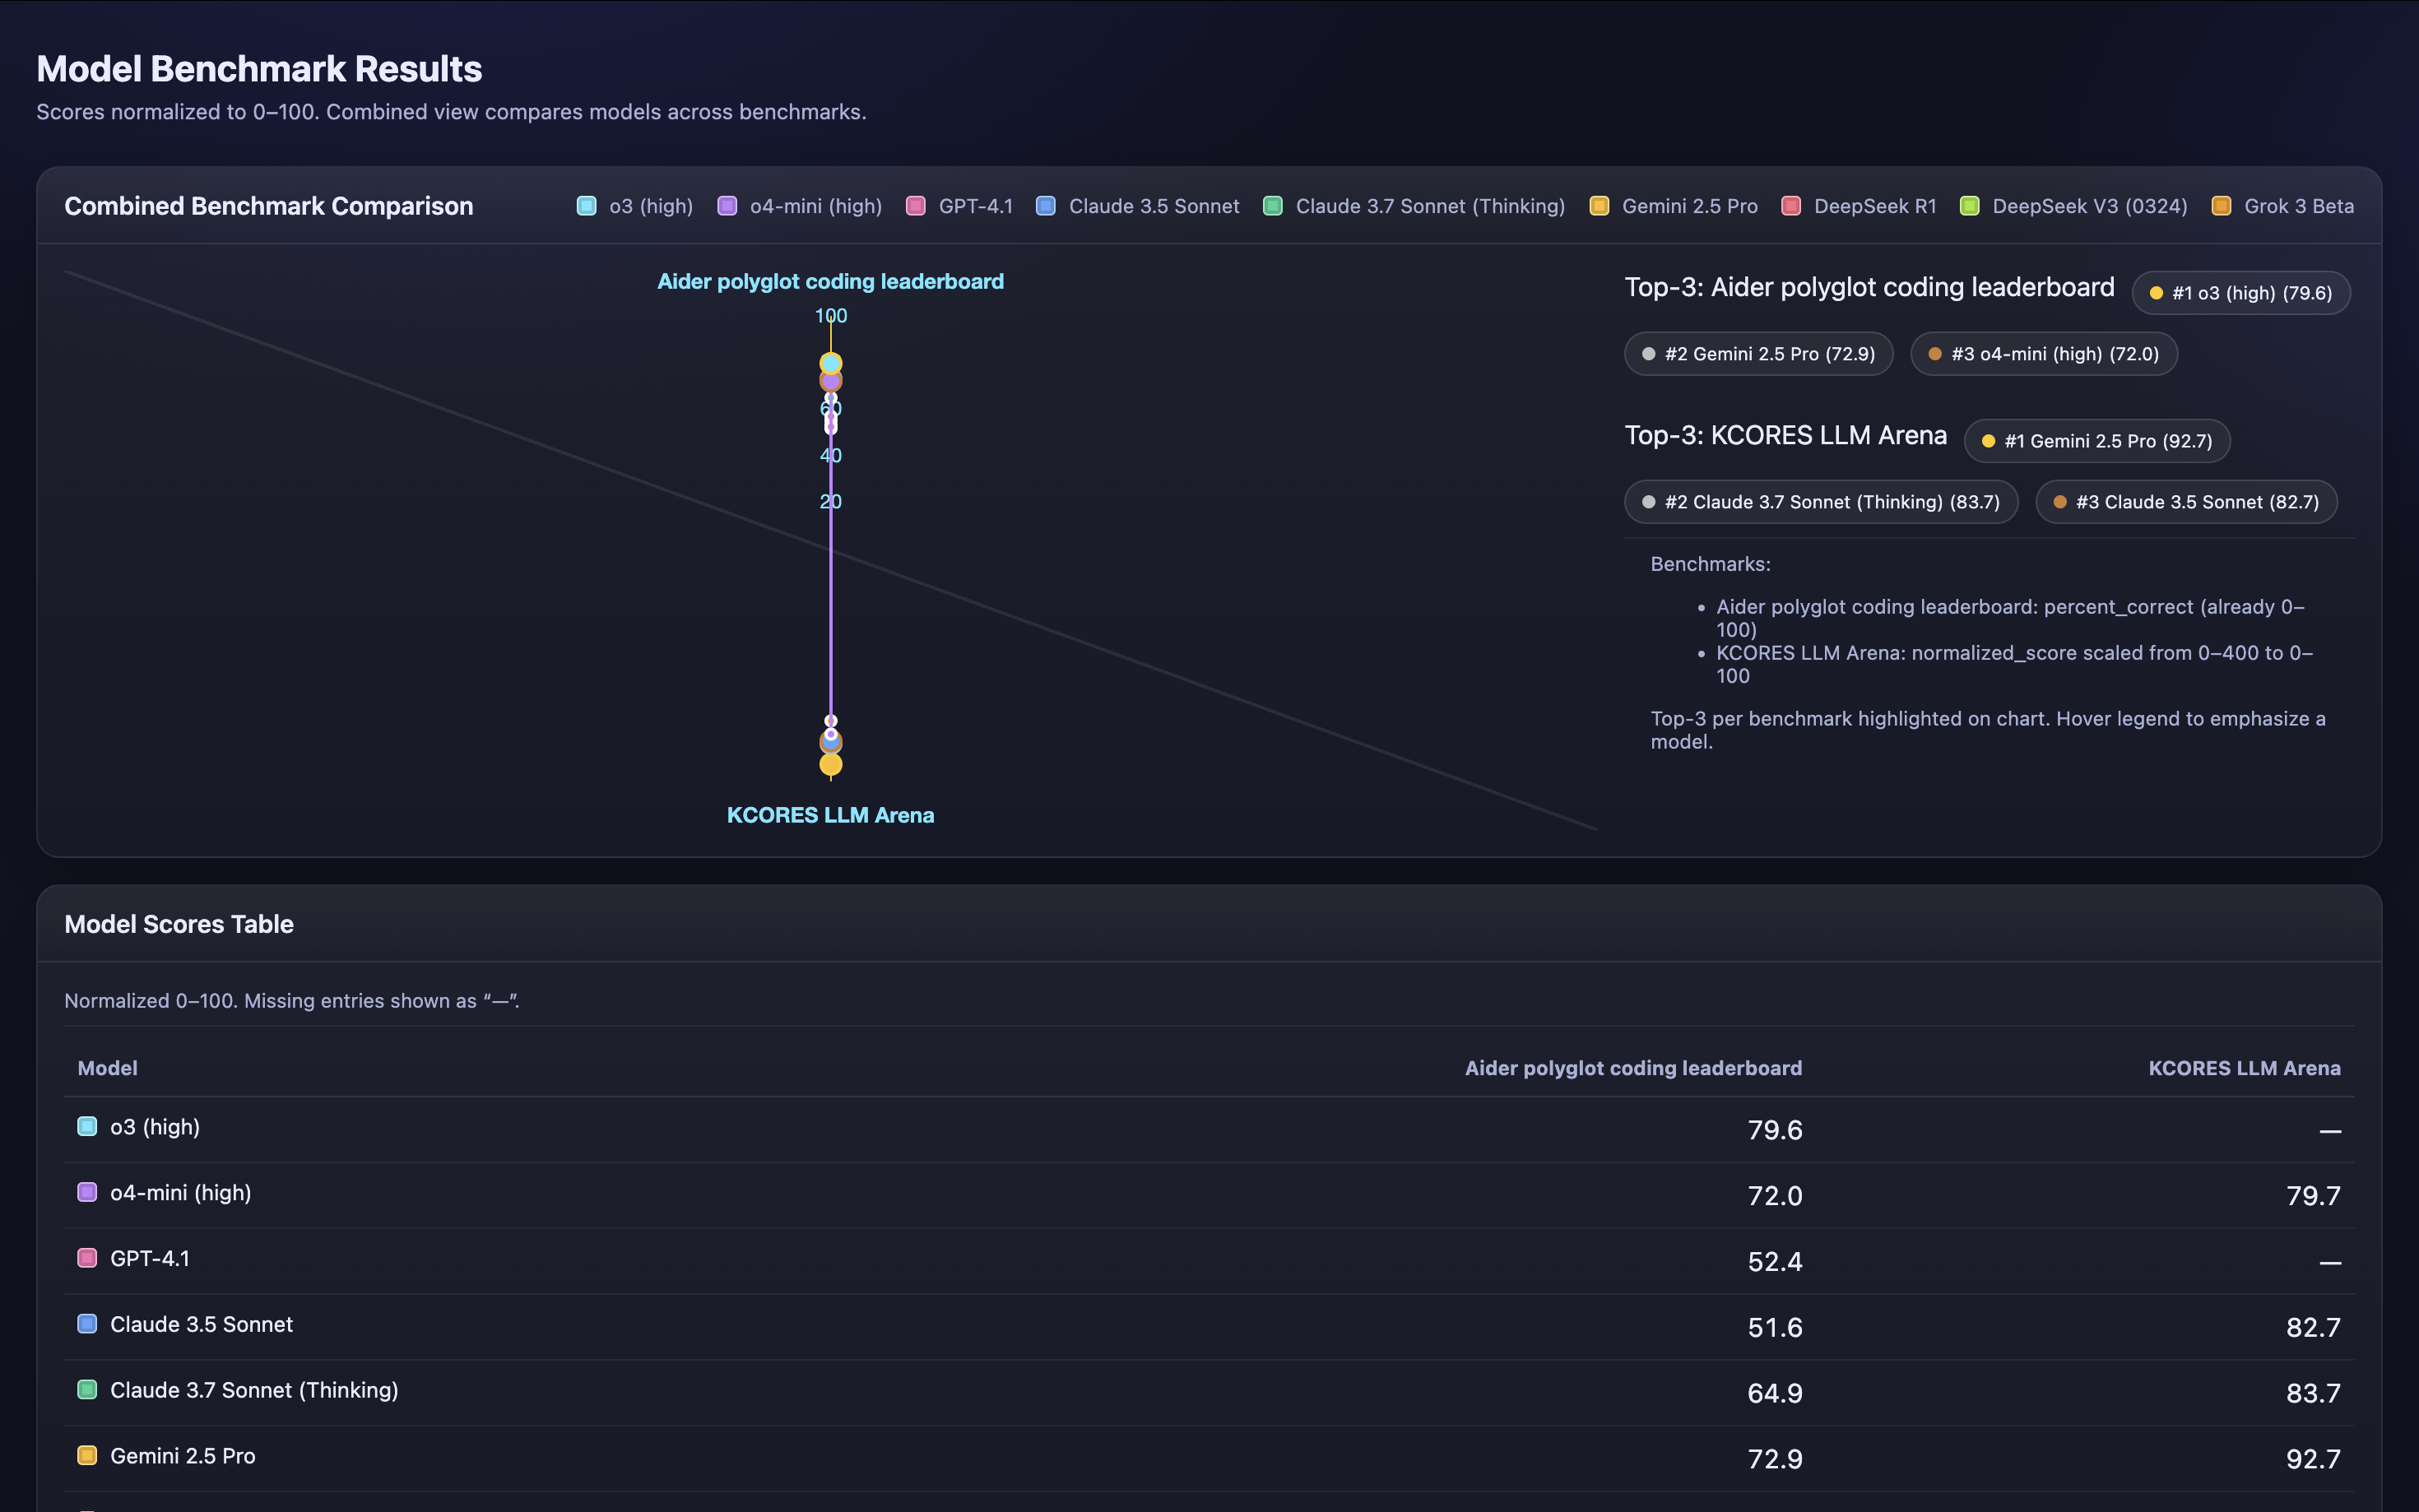 Model Benchmark Results
Scores normalized to 0–100. Combined view compares models across benchmarks.
Combined Benchmark Comparison
o3 (high)
o4-mini (high)
GPT-4.1
Claude 3.5 Sonnet
Claude 3.7 Sonnet (Thinking)
Gemini 2.5 Pro
DeepSeek R1
DeepSeek V3 (0324)
Grok 3 Beta
Aider polyglot coding leaderboard
100
60
40
20
KCORES LLM Arena
Top-3: Aider polyglot coding leaderboard
#1 o3 (high) (79.6)
#2 Gemini 2.5 Pro (72.9)
#3 o4-mini (high) (72.0)
Top-3: KCORES LLM Arena
#1 Gemini 2.5 Pro (92.7)
#2 Claude 3.7 Sonnet (Thinking) (83.7)
#3 Claude 3.5 Sonnet (82.7)
Benchmarks:
• Aider polyglot coding leaderboard: percent_correct (already 0–
100)
• KCORES LLM Arena: normalized_score scaled from 0–400 to 0–
100
Top-3 per benchmark highlighted on chart. Hover legend to emphasize a
model.
Model Scores Table
Normalized 0–100. Missing entries shown as “—”.
Model Aider polyglot coding leaderboard KCORES LLM Arena
o3 (high) 79.6 —
o4-mini (high) 72.0 79.7
GPT-4.1 52.4 —
Claude 3.5 Sonnet 51.6 82.7
Claude 3.7 Sonnet (Thinking) 64.9 83.7
Gemini 2.5 Pro 72.9 92.7